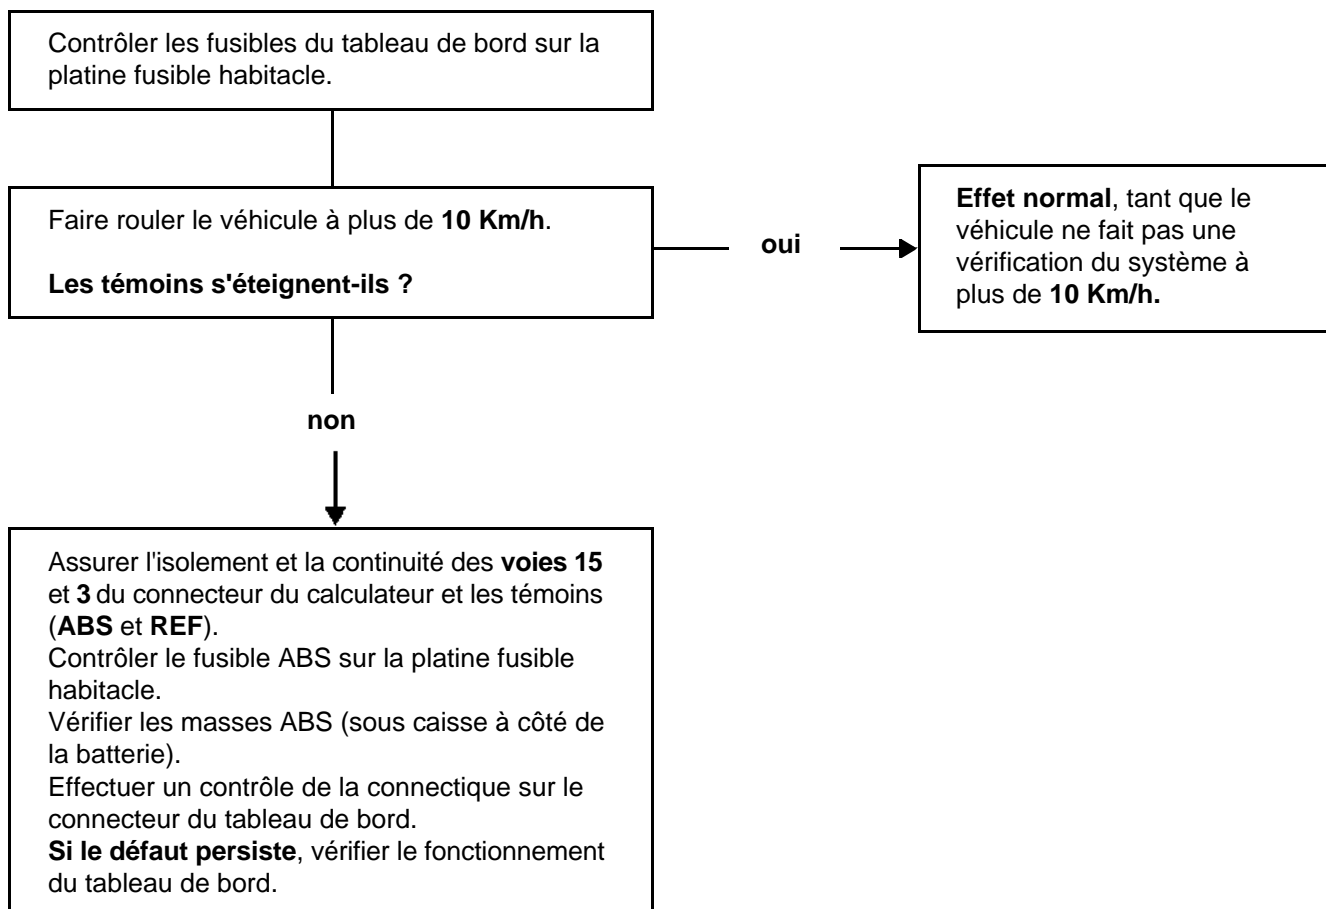 Contrôler les fusibles du tableau de bord sur la
platine fusible habitacle.
Faire rouler le véhicule à plus de 10 Km/h.
Les témoins s'éteignent-ils ?
oui
Effet normal, tant que le
véhicule ne fait pas une
vérification du système à
plus de 10 Km/h.
non
Assurer l'isolement et la continuité des voies 15
et 3 du connecteur du calculateur et les témoins
(ABS et REF).
Contrôler le fusible ABS sur la platine fusible
habitacle.
Vérifier les masses ABS (sous caisse à côté de
la batterie).
Effectuer un contrôle de la connectique sur le
connecteur du tableau de bord.
Si le défaut persiste, vérifier le fonctionnement
du tableau de bord.